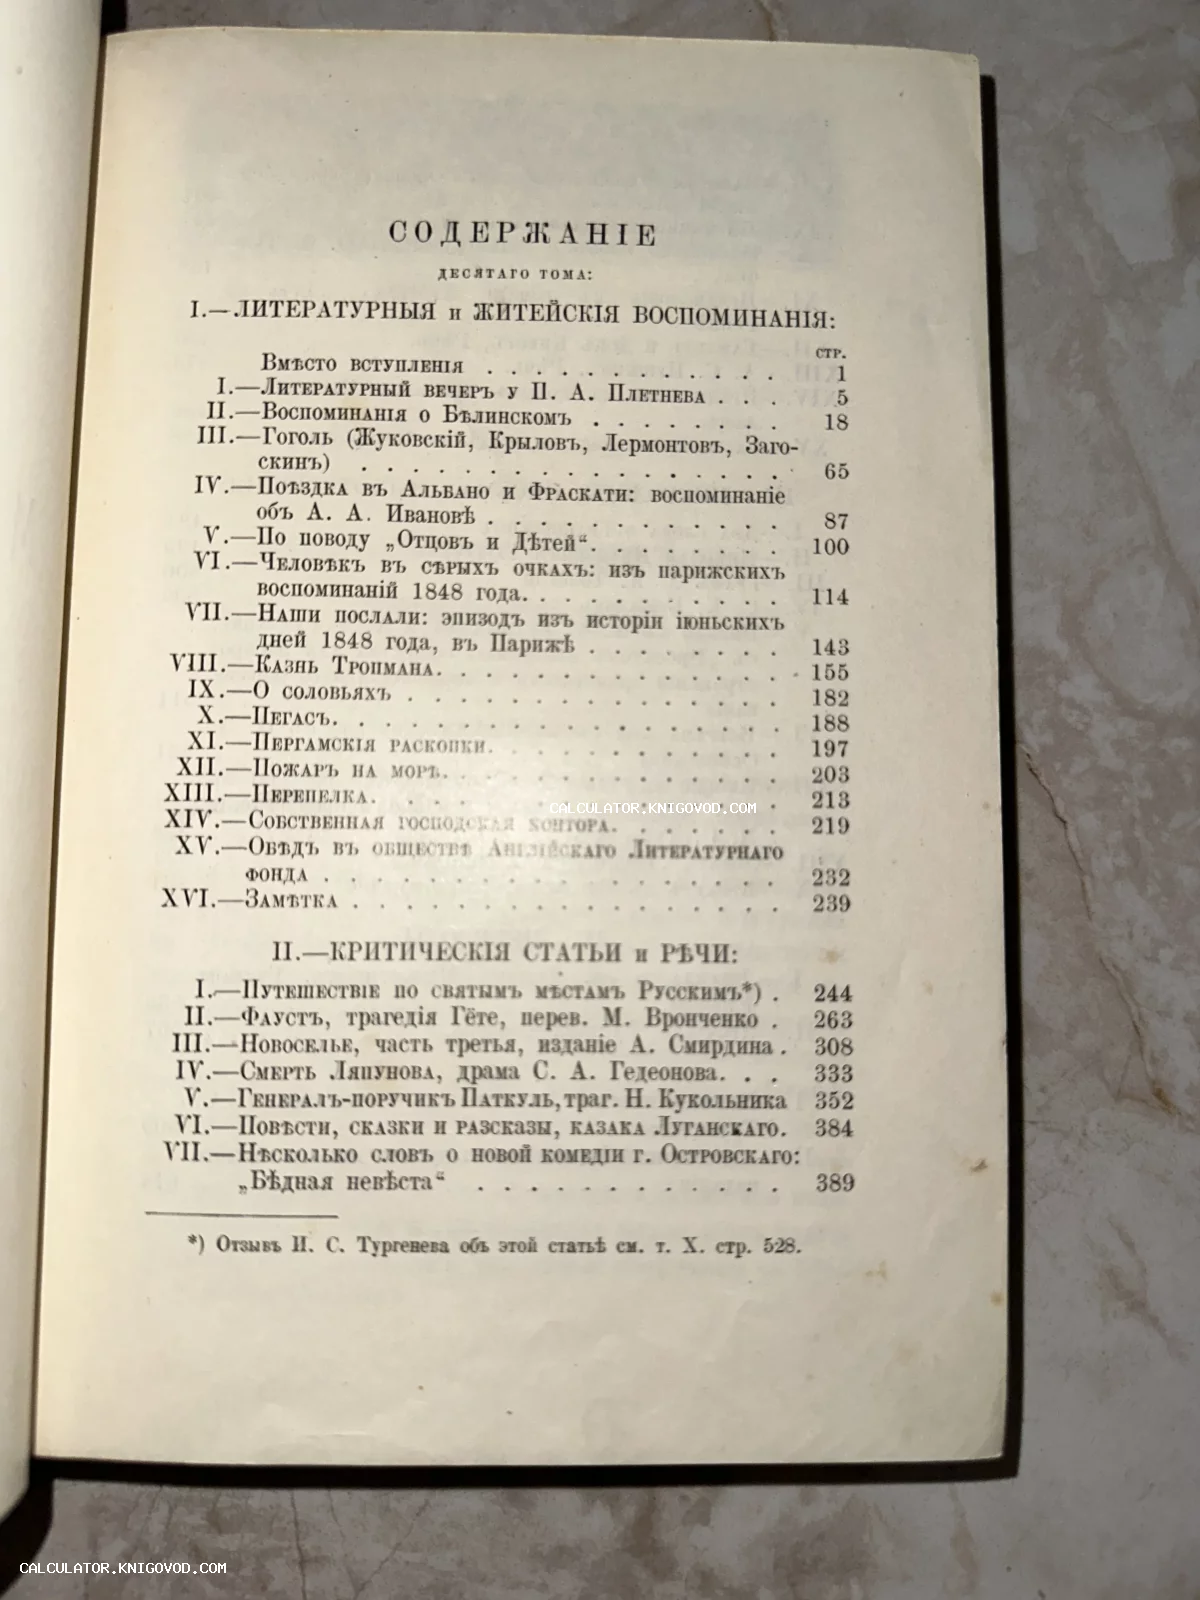 СОДЕРЖАНІЕ
ДЕСЯТАГО ТОМА:
I.—ЛИТЕРАТУРНЫЯ и ЖИТЕЙСКІЯ ВОСПОМИНАНІЯ:
СТР.
Вмѣсто вступленія . . . . . . . . . . . 1
I.—Литературный вечеръ у П. А. Плетнева . . . 5
II.—Воспоминанія о Бѣлинскомъ . . . . . . . 18
III.—Гоголь (Жуковскій, Крыловъ, Лермонтовъ, Заго-
скинъ) . . . . . . . . . . . . . . . . 65
IV.—Поѣздка въ Альбано и Фраскати: воспоминаніе
объ А. А. Ивановѣ . . . . . . . . . . . 87
V.—По поводу „Отцовъ и Дѣтей“. . . . . . . . 100
VI.—Человѣкъ въ сѣрыхъ очкахъ: изъ парижскихъ
воспоминаній 1848 года. . . . . . . . . . 114
VII.—Наши послали: эпизодъ изъ исторіи іюньскихъ
дней 1848 года, въ Парижѣ . . . . . . . . 143
VIII.—Казнь Тропмана. . . . . . . . . . . . . . 155
IX.—О соловьяхъ . . . . . . . . . . . . . . . 182
X.—Пегасъ. . . . . . . . . . . . . . . . . . 188
XI.—Пергамскія раскопки. . . . . . . . . . . . 197
XII.—Пожаръ на морѣ. . . . . . . . . . . . . . 203
XIII.—Перепелка. . . . . . . . . . . . . . . . 213
XIV.—Собственная господская контора. . . . . . . 219
XV.—Обѣдъ въ обществѣ Англійскаго Литературнаго
фонда . . . . . . . . . . . . . . . . . . 232
XVI.—Замѣтка . . . . . . . . . . . . . . . . . 239
II.—КРИТИЧЕСКІЯ СТАТЬИ и РѢЧИ:
I.—Путешествіе по святымъ мѣстамъ Русскимъ*) . 244
II.—Фаустъ, трагедія Гёте, перев. М. Вронченко . 263
III.—Новоселье, часть третья, изданіе А. Смирдина . 308
IV.—Смерть Ляпунова, драма С. А. Гедеонова. . . 333
V.—Генералъ-поручик Паткуль, траг. Н. Кукольника 352
VI.—Повѣсти, сказки и разсказы, казака Луганскаго. 384
VII.—Нѣсколько словъ о новой комедіи г. Островскаго:
„Бѣдная невѣста“ . . . . . . . . . . . . 389
*) Отзывъ И. С. Тургенева объ этой статьѣ см. т. X. стр. 528.
CALCULATOR.KNIGOVOD.COM
CALCULATOR.KNIGOVOD.COM